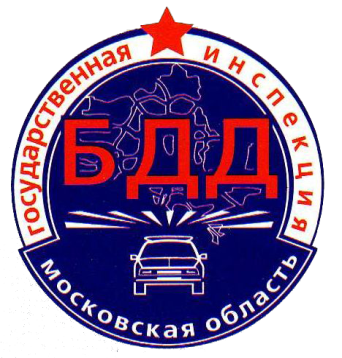 государственная инспекция
БДД
московская область